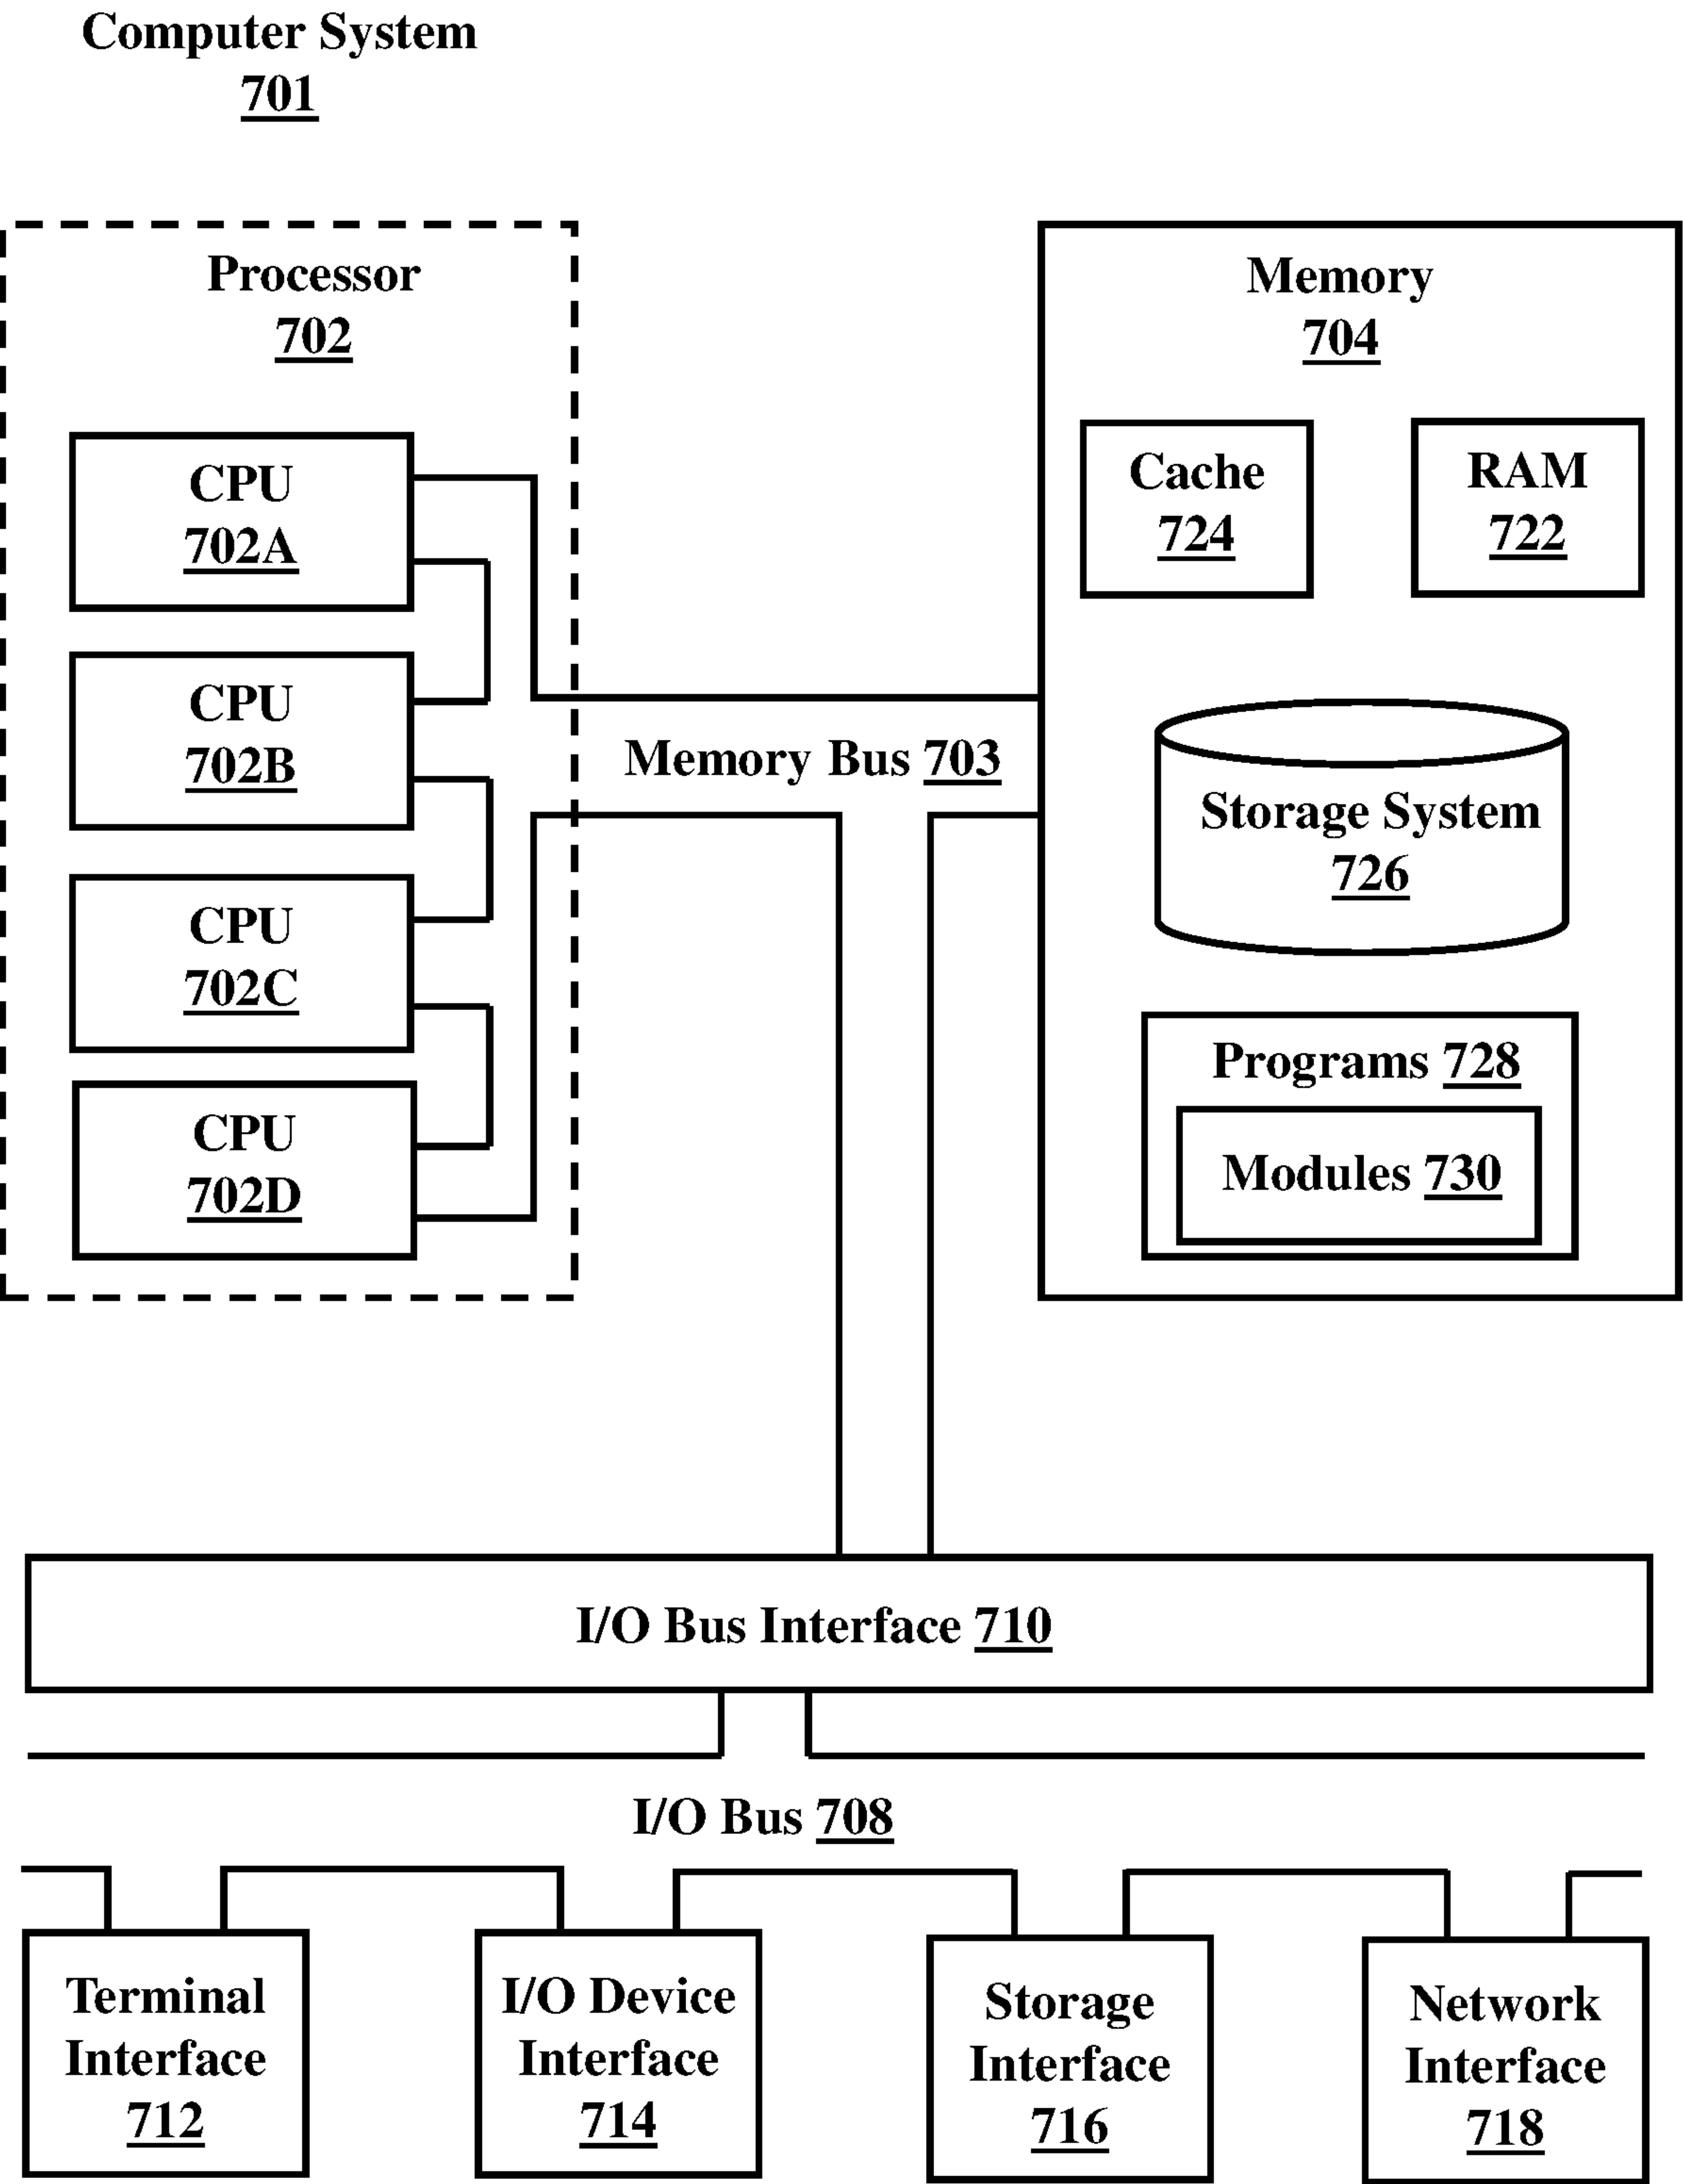 Computer System
701
Processor
702
CPU
702A
CPU
702B
CPU
702C
CPU
702D
Memory Bus 703
Memory
704
Cache
724
RAM
722
Storage System
726
Programs 728
Modules 730
I/O Bus Interface 710
I/O Bus 708
Terminal
Interface
712
I/O Device
Interface
714
Storage
Interface
716
Network
Interface
718